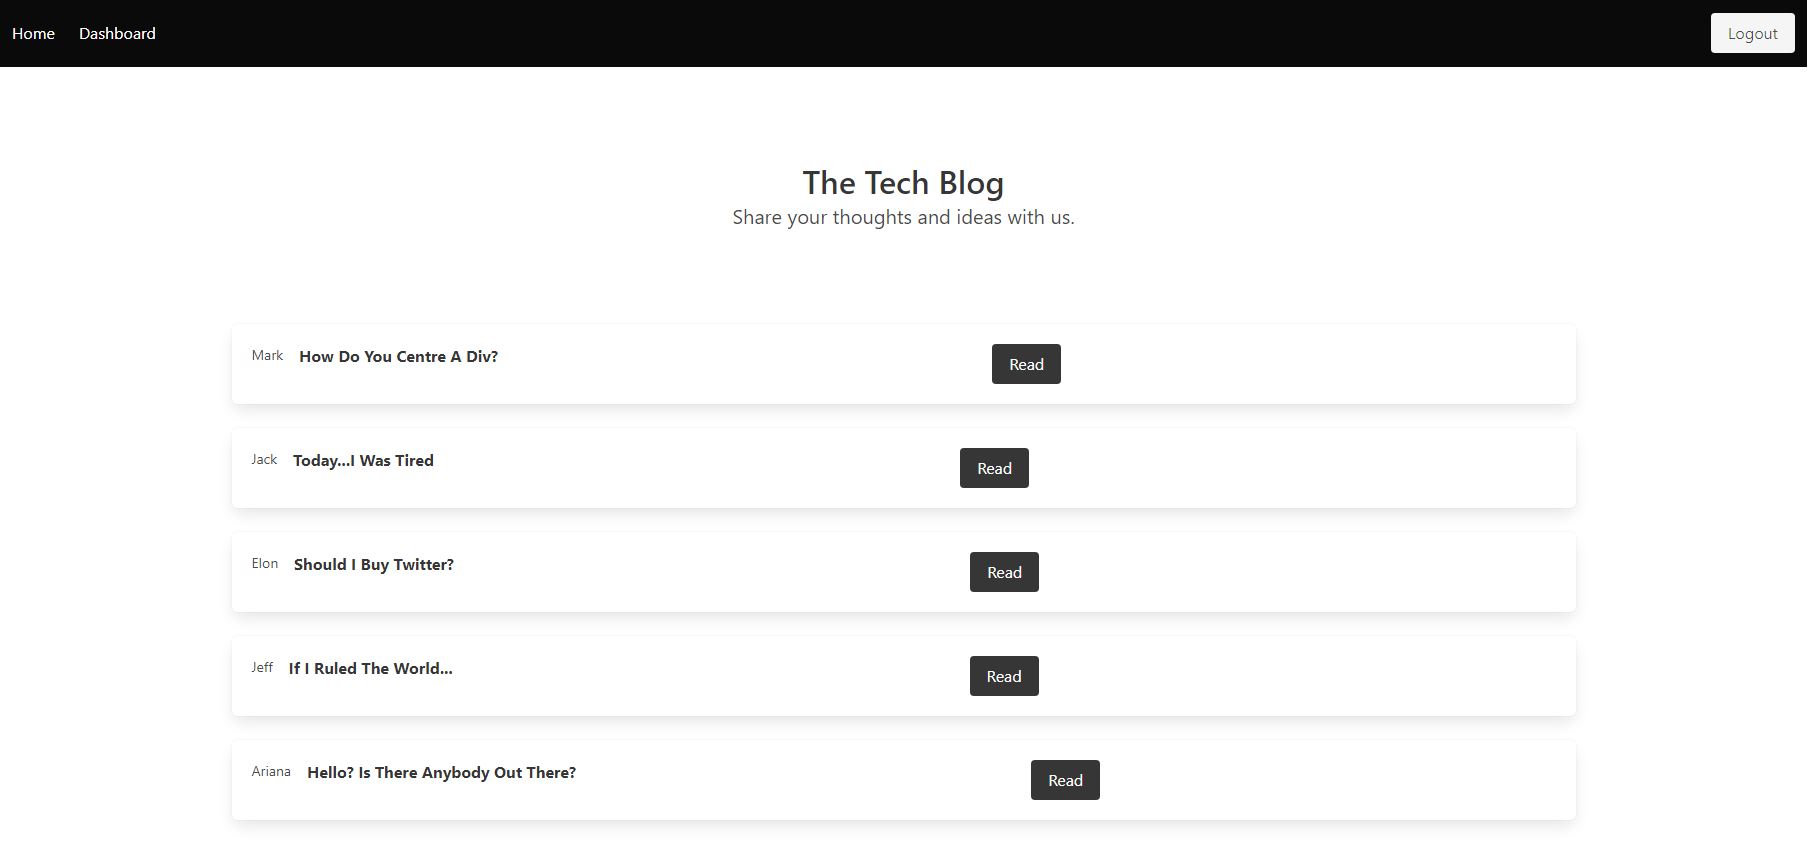 Home Dashboard Logout
The Tech Blog
Share your thoughts and ideas with us.
Mark How Do You Centre A Div? Read
Jack Today...I Was Tired Read
Elon Should I Buy Twitter? Read
Jeff If I Ruled The World... Read
Ariana Hello? Is There Anybody Out There? Read